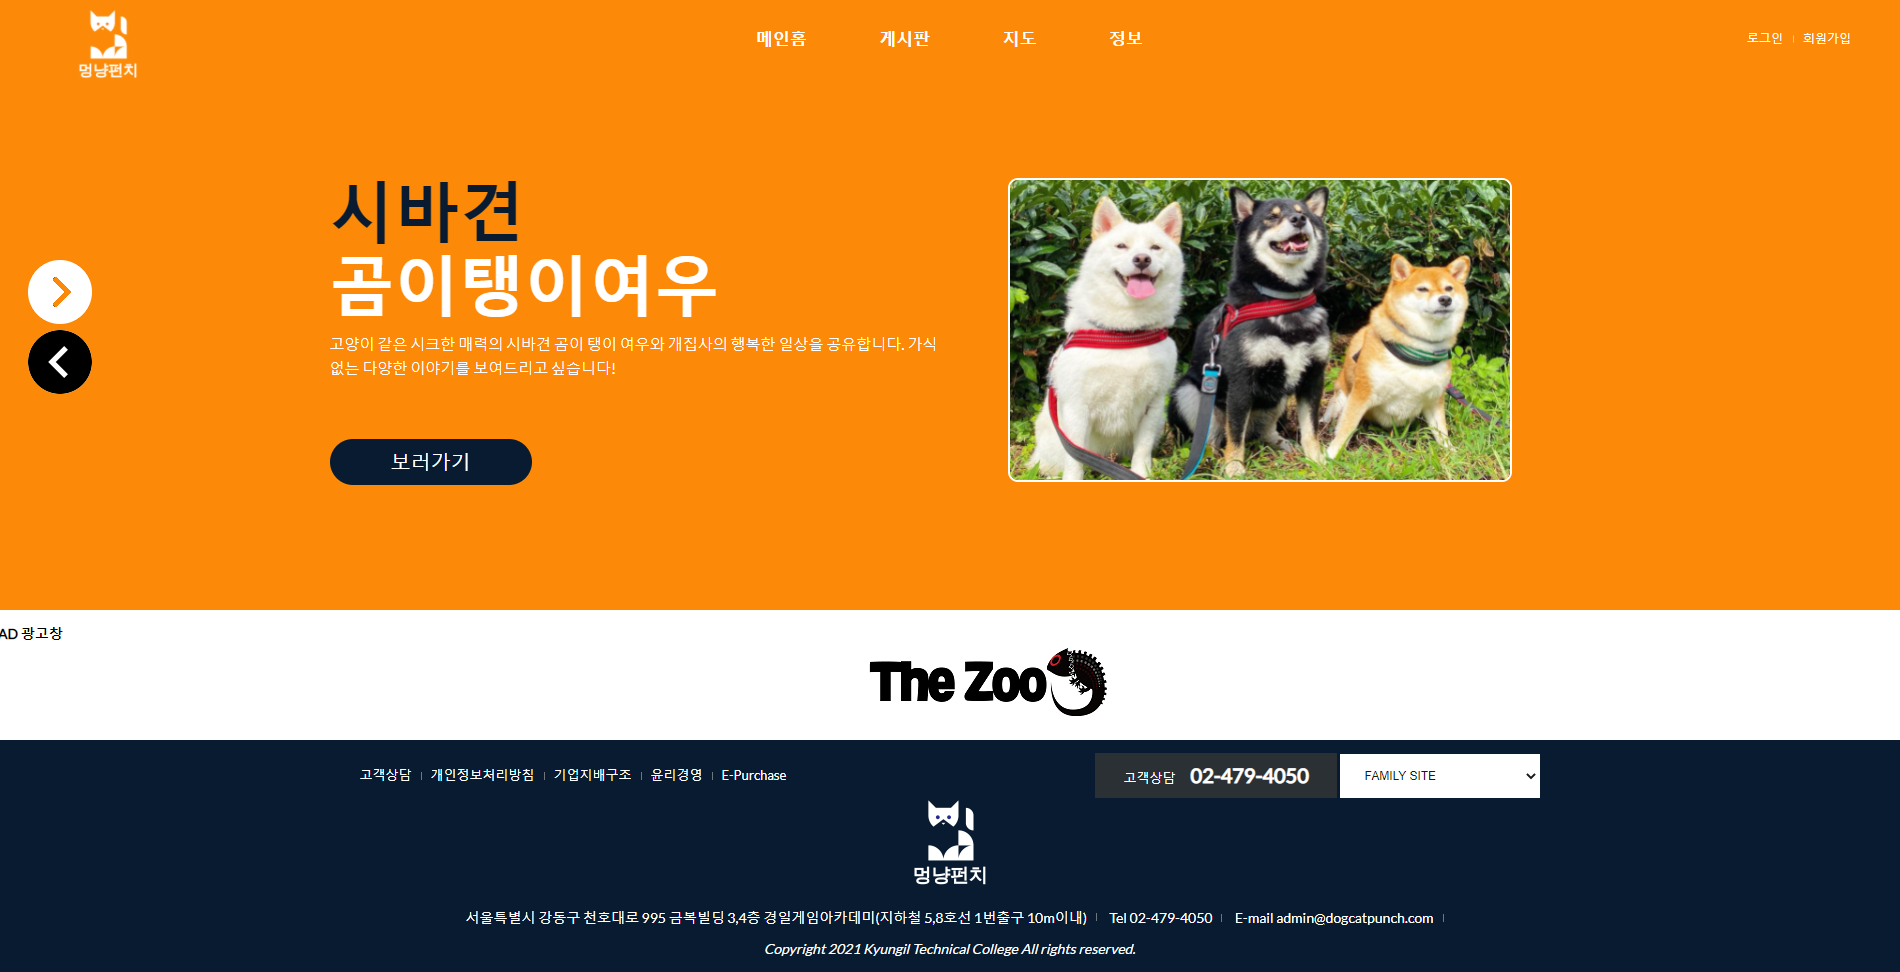 멍냥펀치
메인홈 게시판 지도 정보
로그인 회원가입
시바견
곰이탱이여우
고양이 같은 시크한 매력의 시바견 곰이 탱이 여우와 개집사의 행복한 일상을 공유합니다. 가식
없는 다양한 이야기를 보여드리고 싶습니다!
보러가기
AD 광고창
The Zoo
고객상담 개인정보처리방침 기업지배구조 윤리경영 E-Purchase
고객상담 02-479-4050
FAMILY SITE
멍냥펀치
서울특별시 강동구 천호대로 995 금복빌딩 3,4층 경일게임아카데미(지하철 5,8호선 1번출구 10m이내) Tel 02-479-4050 E-mail admin@dogcatpunch.com
Copyright 2021 Kyungil Technical College All rights reserved.